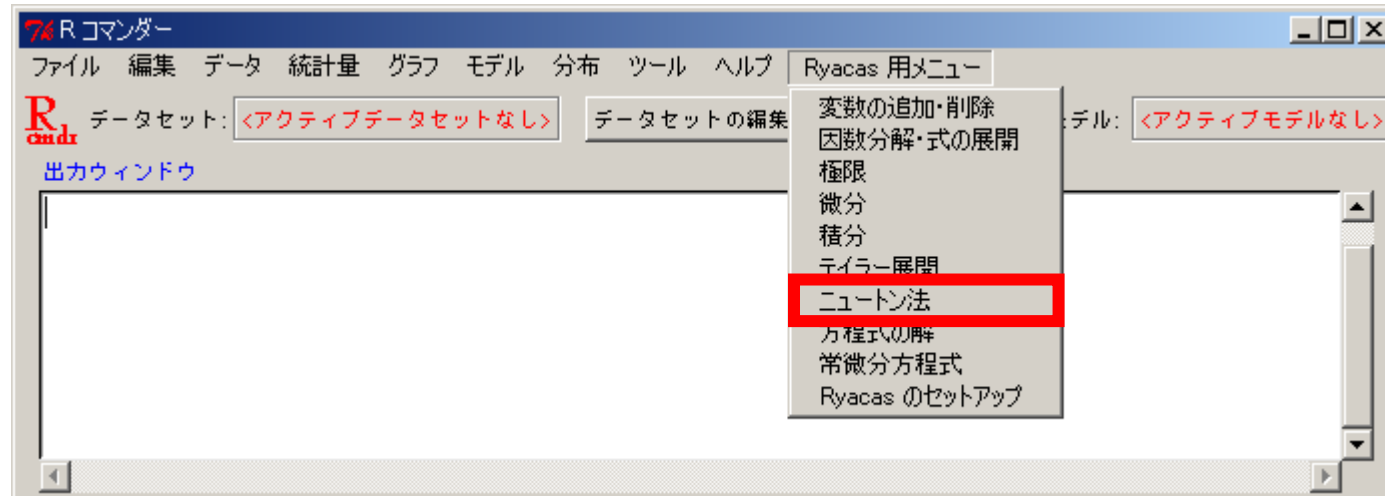 R コマンダー
ファイル 編集 データ 統計量 グラフ モデル 分布 ツール ヘルプ Ryacas 用メニュー
R cmdr データセット: <アクティブデータセットなし> データセットの編集 デル: <アクティブモデルなし>
変数の追加・削除
因数分解・式の展開
極限
微分
積分
テイラー展開
ニュートン法
方程式の解
常微分方程式
Ryacas のセットアップ
出力ウィンドウ